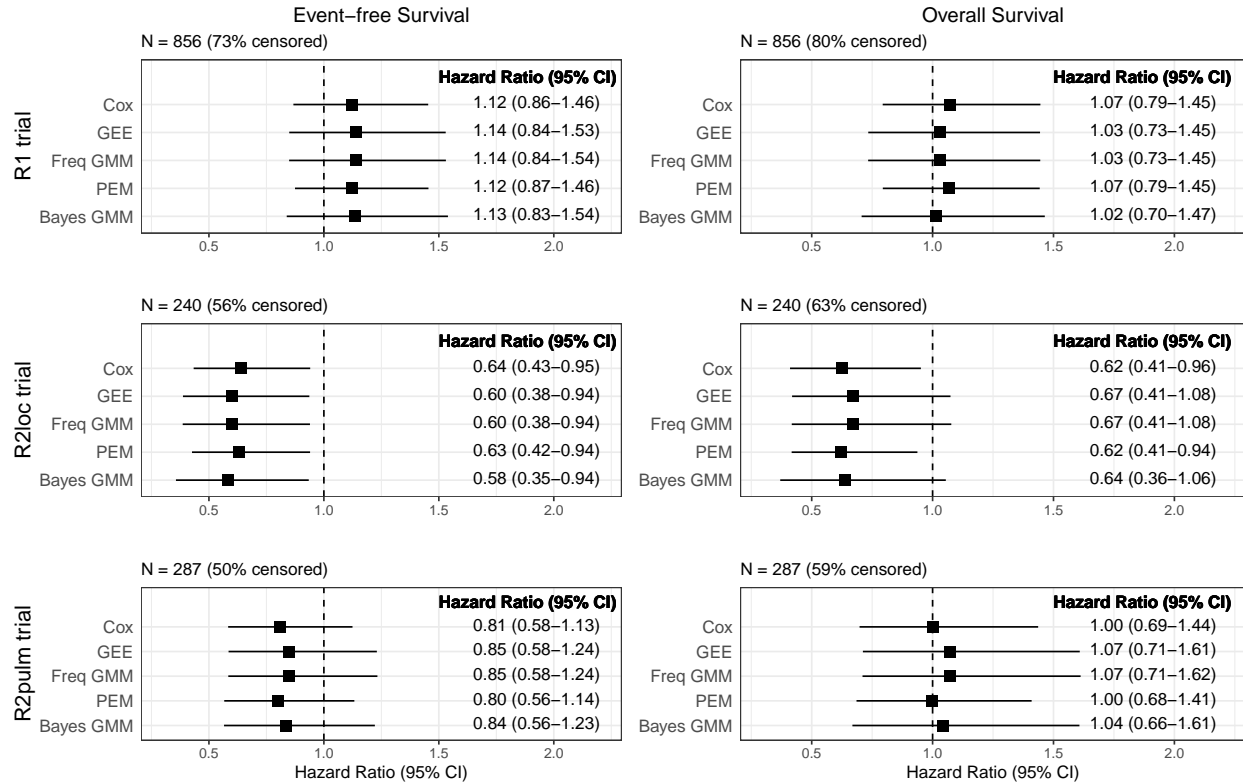 Event−free Survival
Overall Survival
N = 856 (73% censored)
N = 856 (80% censored)
R1 trial
Hazard Ratio (95% CI)
Cox 1.12 (0.86−1.46)
GEE 1.14 (0.84−1.53)
Freq GMM 1.14 (0.84−1.54)
PEM 1.12 (0.87−1.46)
Bayes GMM 1.13 (0.83−1.54)
0.5 1.0 1.5 2.0
Hazard Ratio (95% CI)
Cox 1.07 (0.79−1.45)
GEE 1.03 (0.73−1.45)
Freq GMM 1.03 (0.73−1.45)
PEM 1.07 (0.79−1.45)
Bayes GMM 1.02 (0.70−1.47)
0.5 1.0 1.5 2.0
N = 240 (56% censored)
N = 240 (63% censored)
R2loc trial
Hazard Ratio (95% CI)
Cox 0.64 (0.43−0.95)
GEE 0.60 (0.38−0.94)
Freq GMM 0.60 (0.38−0.94)
PEM 0.63 (0.42−0.94)
Bayes GMM 0.58 (0.35−0.94)
0.5 1.0 1.5 2.0
Hazard Ratio (95% CI)
Cox 0.62 (0.41−0.96)
GEE 0.67 (0.41−1.08)
Freq GMM 0.67 (0.41−1.08)
PEM 0.62 (0.41−0.94)
Bayes GMM 0.64 (0.36−1.06)
0.5 1.0 1.5 2.0
N = 287 (50% censored)
N = 287 (59% censored)
R2pulm trial
Hazard Ratio (95% CI)
Cox 0.81 (0.58−1.13)
GEE 0.85 (0.58−1.24)
Freq GMM 0.85 (0.58−1.24)
PEM 0.80 (0.56−1.14)
Bayes GMM 0.84 (0.56−1.23)
0.5 1.0 1.5 2.0
Hazard Ratio (95% CI)
Hazard Ratio (95% CI)
Cox 1.00 (0.69−1.44)
GEE 1.07 (0.71−1.61)
Freq GMM 1.07 (0.71−1.62)
PEM 1.00 (0.68−1.41)
Bayes GMM 1.04 (0.66−1.61)
0.5 1.0 1.5 2.0
Hazard Ratio (95% CI)